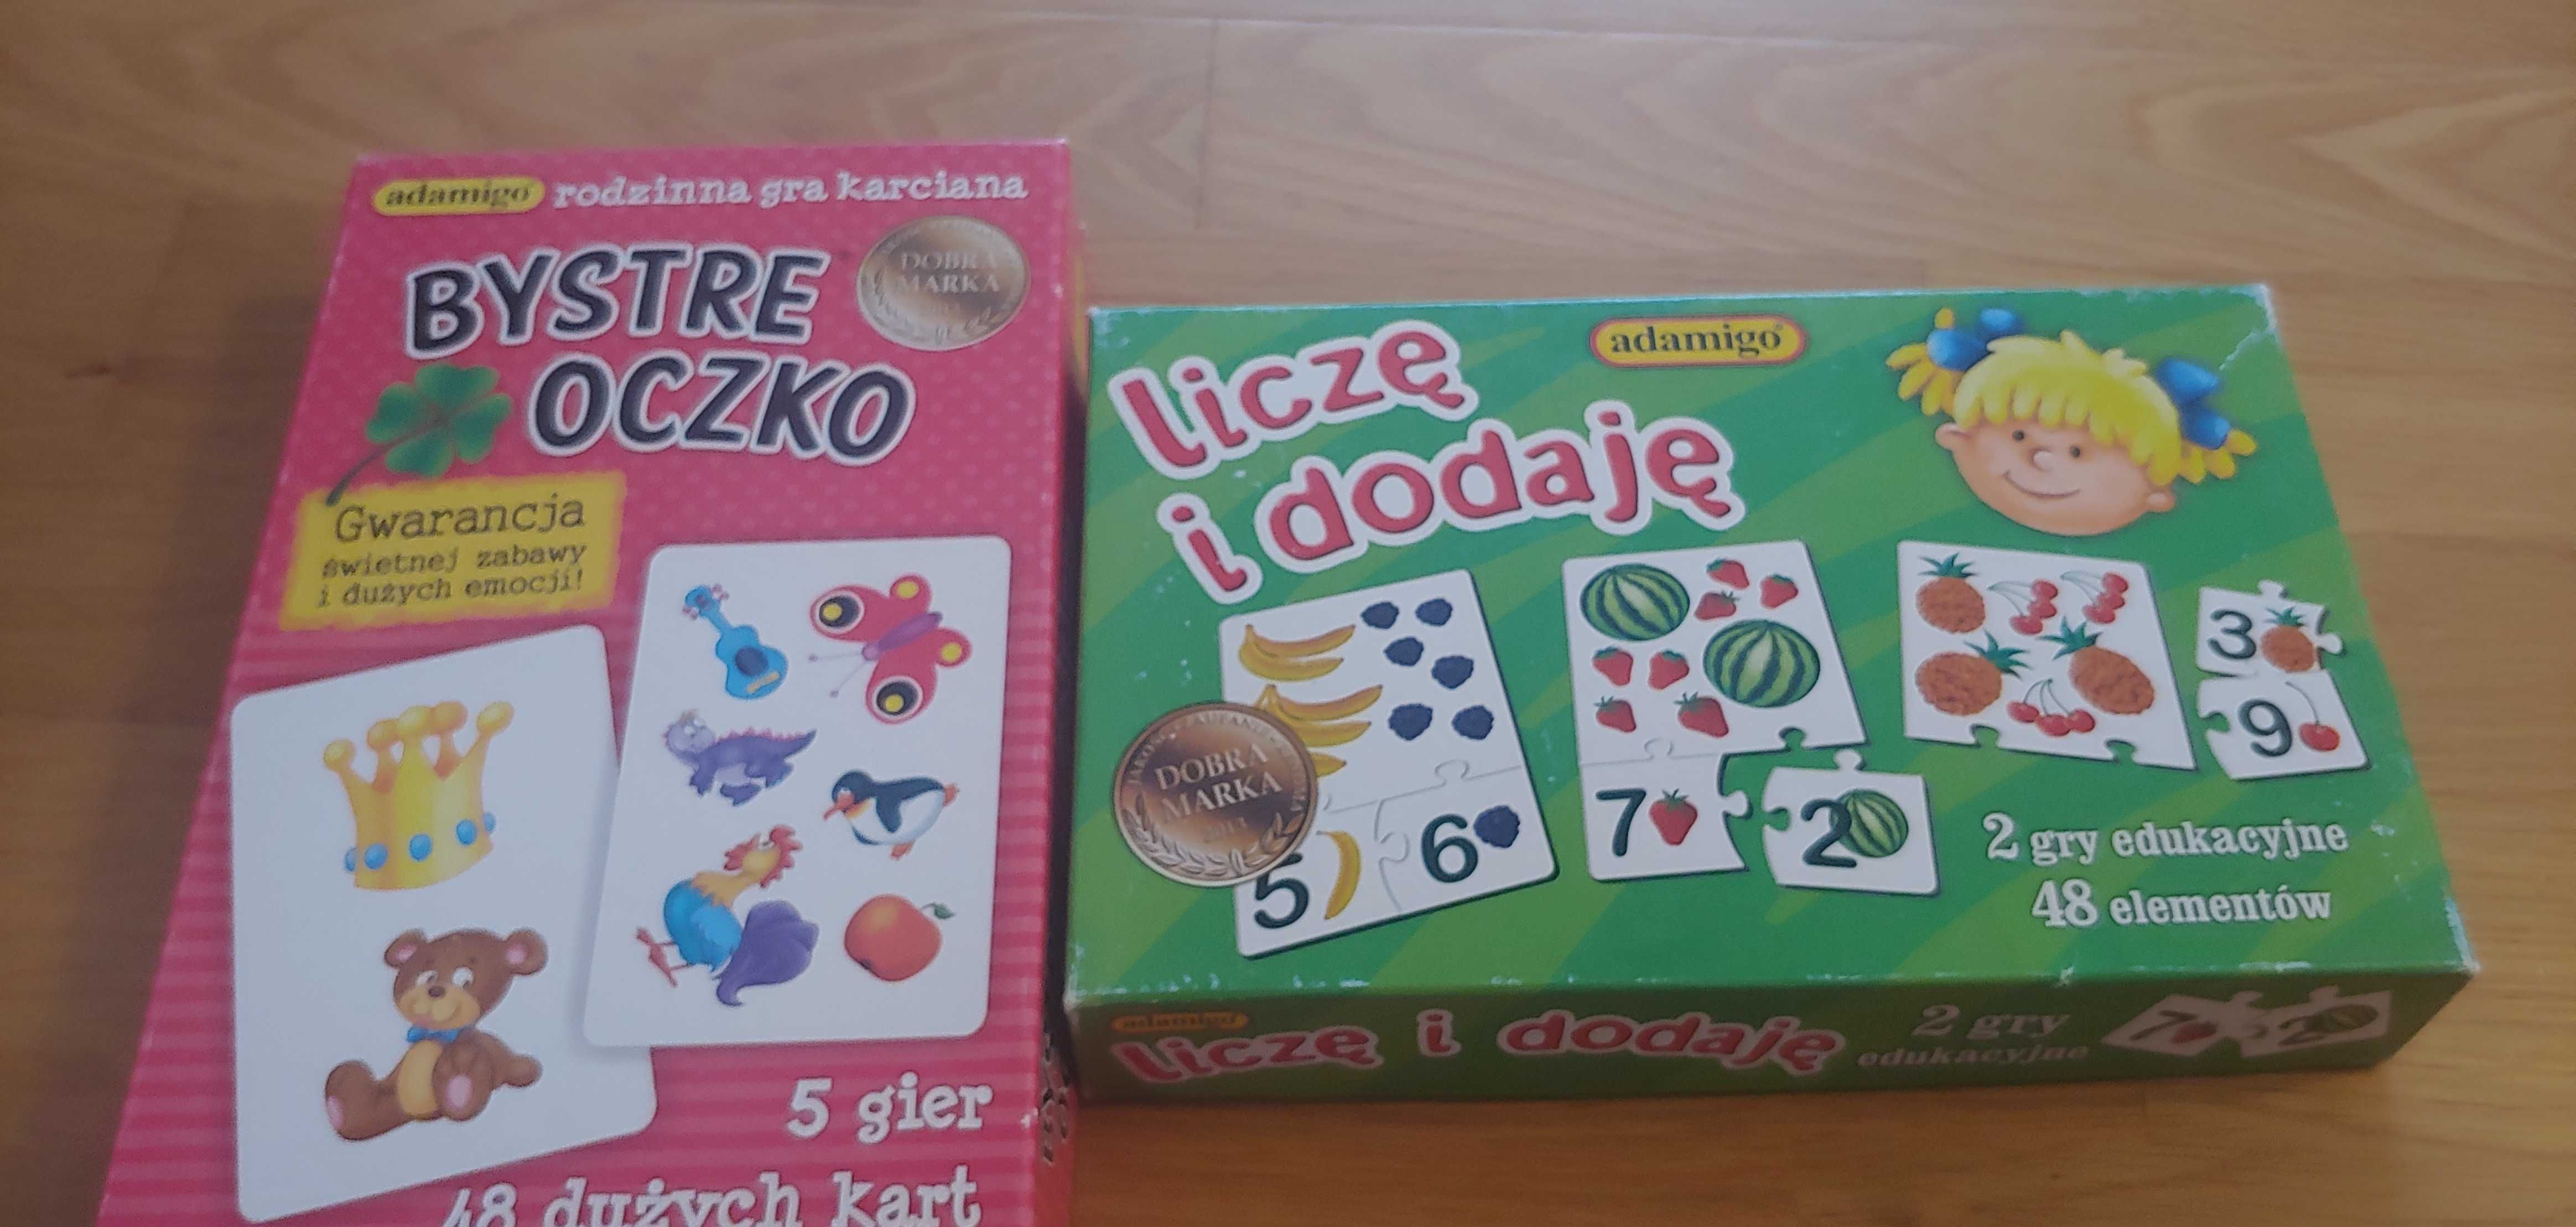 adamigo rodzinna gra karciana
BYSTRE
OCZKO
DOBRA
MARKA
Gwarancja
świetnej zabawy
i dużych emocji!
5 gier
48 dużych kart
adamigo
liczę
i dodaję
DOBRA
MARKA
2013
5 6
7 2
3
9
2 gry edukacyjne
48 elementów
adamigo
liczę i dodaję
2 gry
edukacyjne
7 2